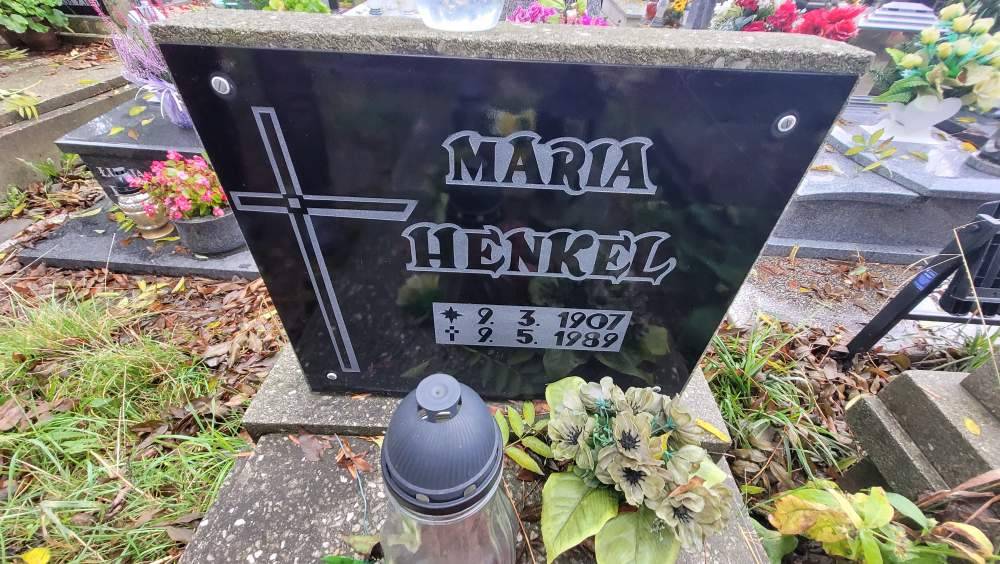 MARIA
HENKEL
9. 3. 1907
9. 5. 1989